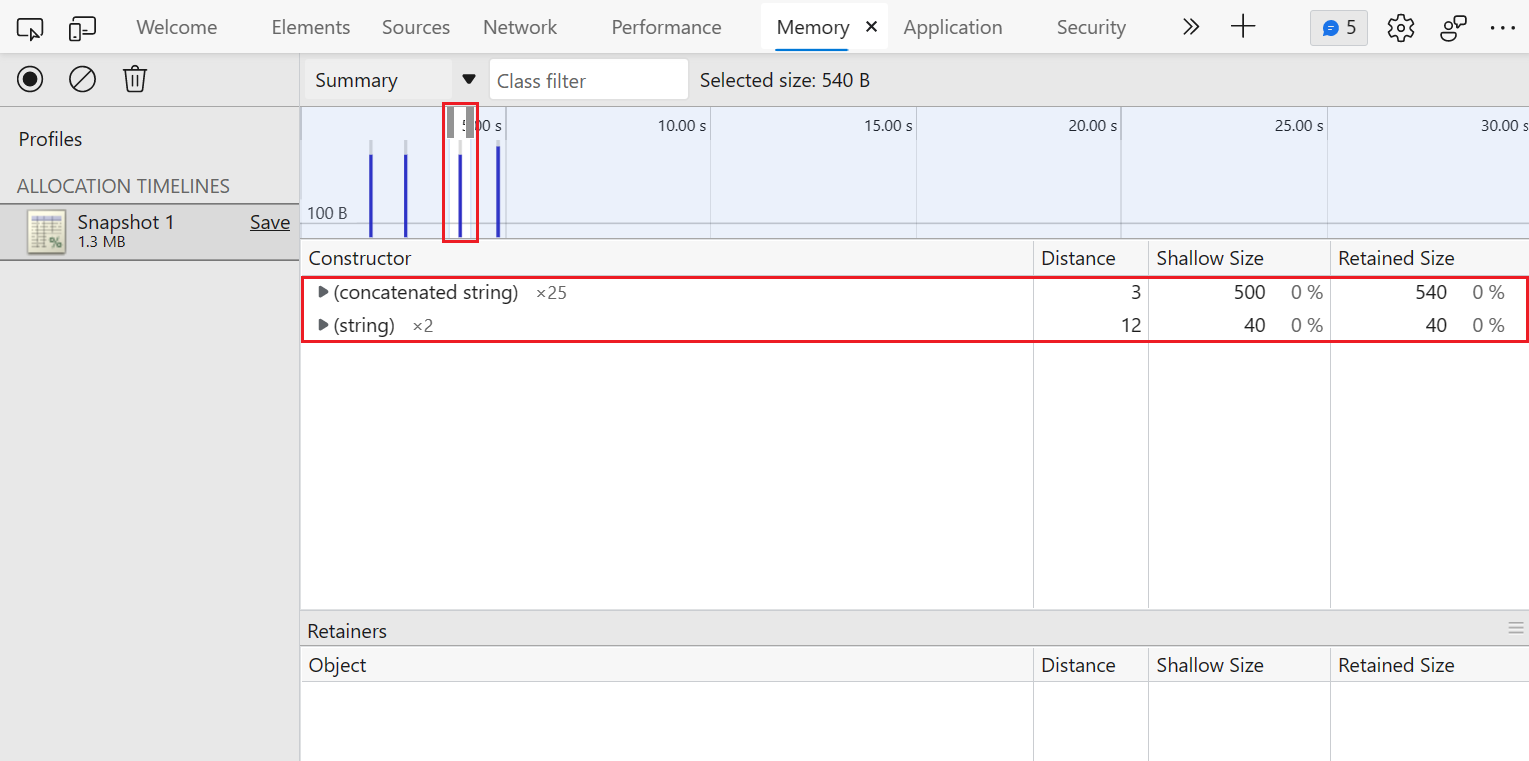 Welcome Elements Sources Network Performance Memory Application Security 5
Summary Class filter Selected size: 540 B
Profiles
ALLOCATION TIMELINES
Snapshot 1 Save
1.3 MB
5.00 s 10.00 s 15.00 s 20.00 s 25.00 s 30.00 s
100 B
Constructor Distance Shallow Size Retained Size
(concatenated string) ×25 3 500 0 % 540 0 %
(string) ×2 12 40 0 % 40 0 %
Retainers
Object Distance Shallow Size Retained Size